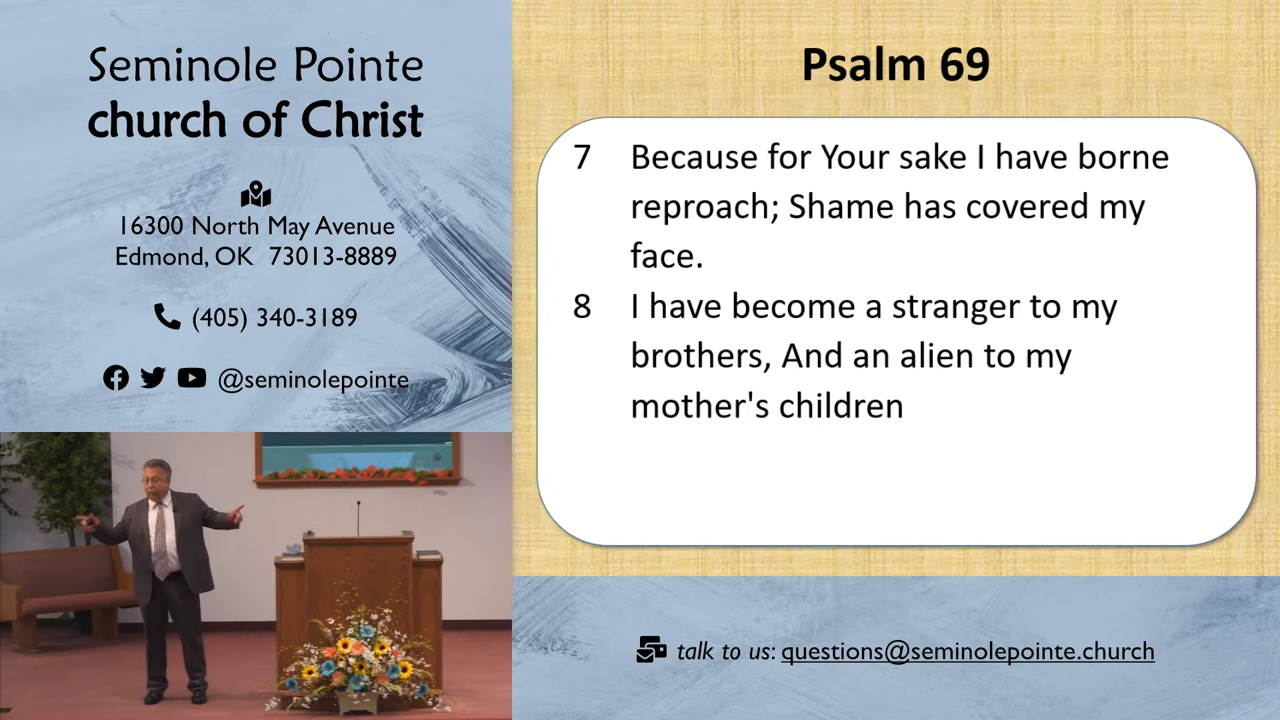 Seminole Pointe
church of Christ
16300 North May Avenue
Edmond, OK 73013-8889
(405) 340-3189
@seminolepointe
Psalm 69
7 Because for Your sake I have borne
reproach; Shame has covered my
face.
8 I have become a stranger to my
brothers, And an alien to my
mother's children
talk to us: questions@seminolepointe.church